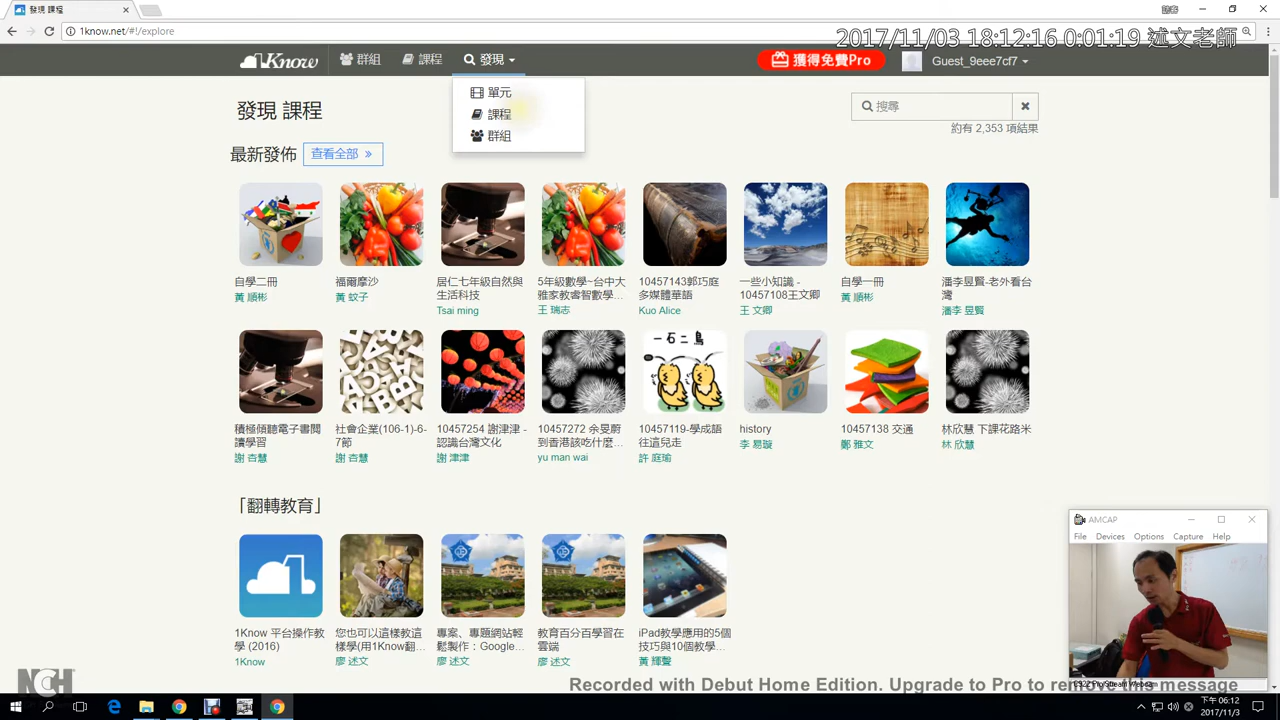 發現 課程
訪客
1know.net/#!/explore
2017/11/03 18:12:16 0:01:19 述文老師
1Know
群組
課程
發現
獲得免費Pro
Guest_9eee7cf7
單元
課程
群組
發現 課程
搜尋
約有 2,353 項結果
最新發佈
查看全部 »
自學二冊
黃 順彬
福爾摩沙
黃 蚊子
居仁七年級自然與
生活科技
Tsai ming
5年級數學~台中大
雅家教睿智數學...
王 瑞志
10457143郭巧庭
多媒體華語
Kuo Alice
一些小知識 -
10457108王文卿
王 文卿
自學一冊
黃 順彬
潘李昱賢-老外看台
灣
潘李 昱賢
一石二鳥
積極傾聽電子書閱
讀學習
謝 杏慧
社會企業(106-1)-6-
7節
謝 杏慧
10457254 謝津津 -
認識台灣文化
謝 津津
10457272 余旻蔚
到香港該吃什麼...
yu man wai
10457119-學成語
往這兒走
許 庭瑜
history
李 易璇
10457138 交通
鄭 雅文
林欣慧 下課花路米
林 欣慧
「翻轉教育」
1Know 平台操作教
學 (2016)
1Know
您也可以這樣教這
樣學(用1Know翻...
廖 述文
專案、專題網站輕
鬆製作：Google...
廖 述文
教育百分百學習在
雲端
廖 述文
iPad教學應用的5個
技巧與10個教學...
黃 輝聲
AMCAP
File Devices Options Capture Help
NCH
Recorded with Debut Home Edition. Upgrade to Pro to remove this message
下午 06:12
2017/11/3